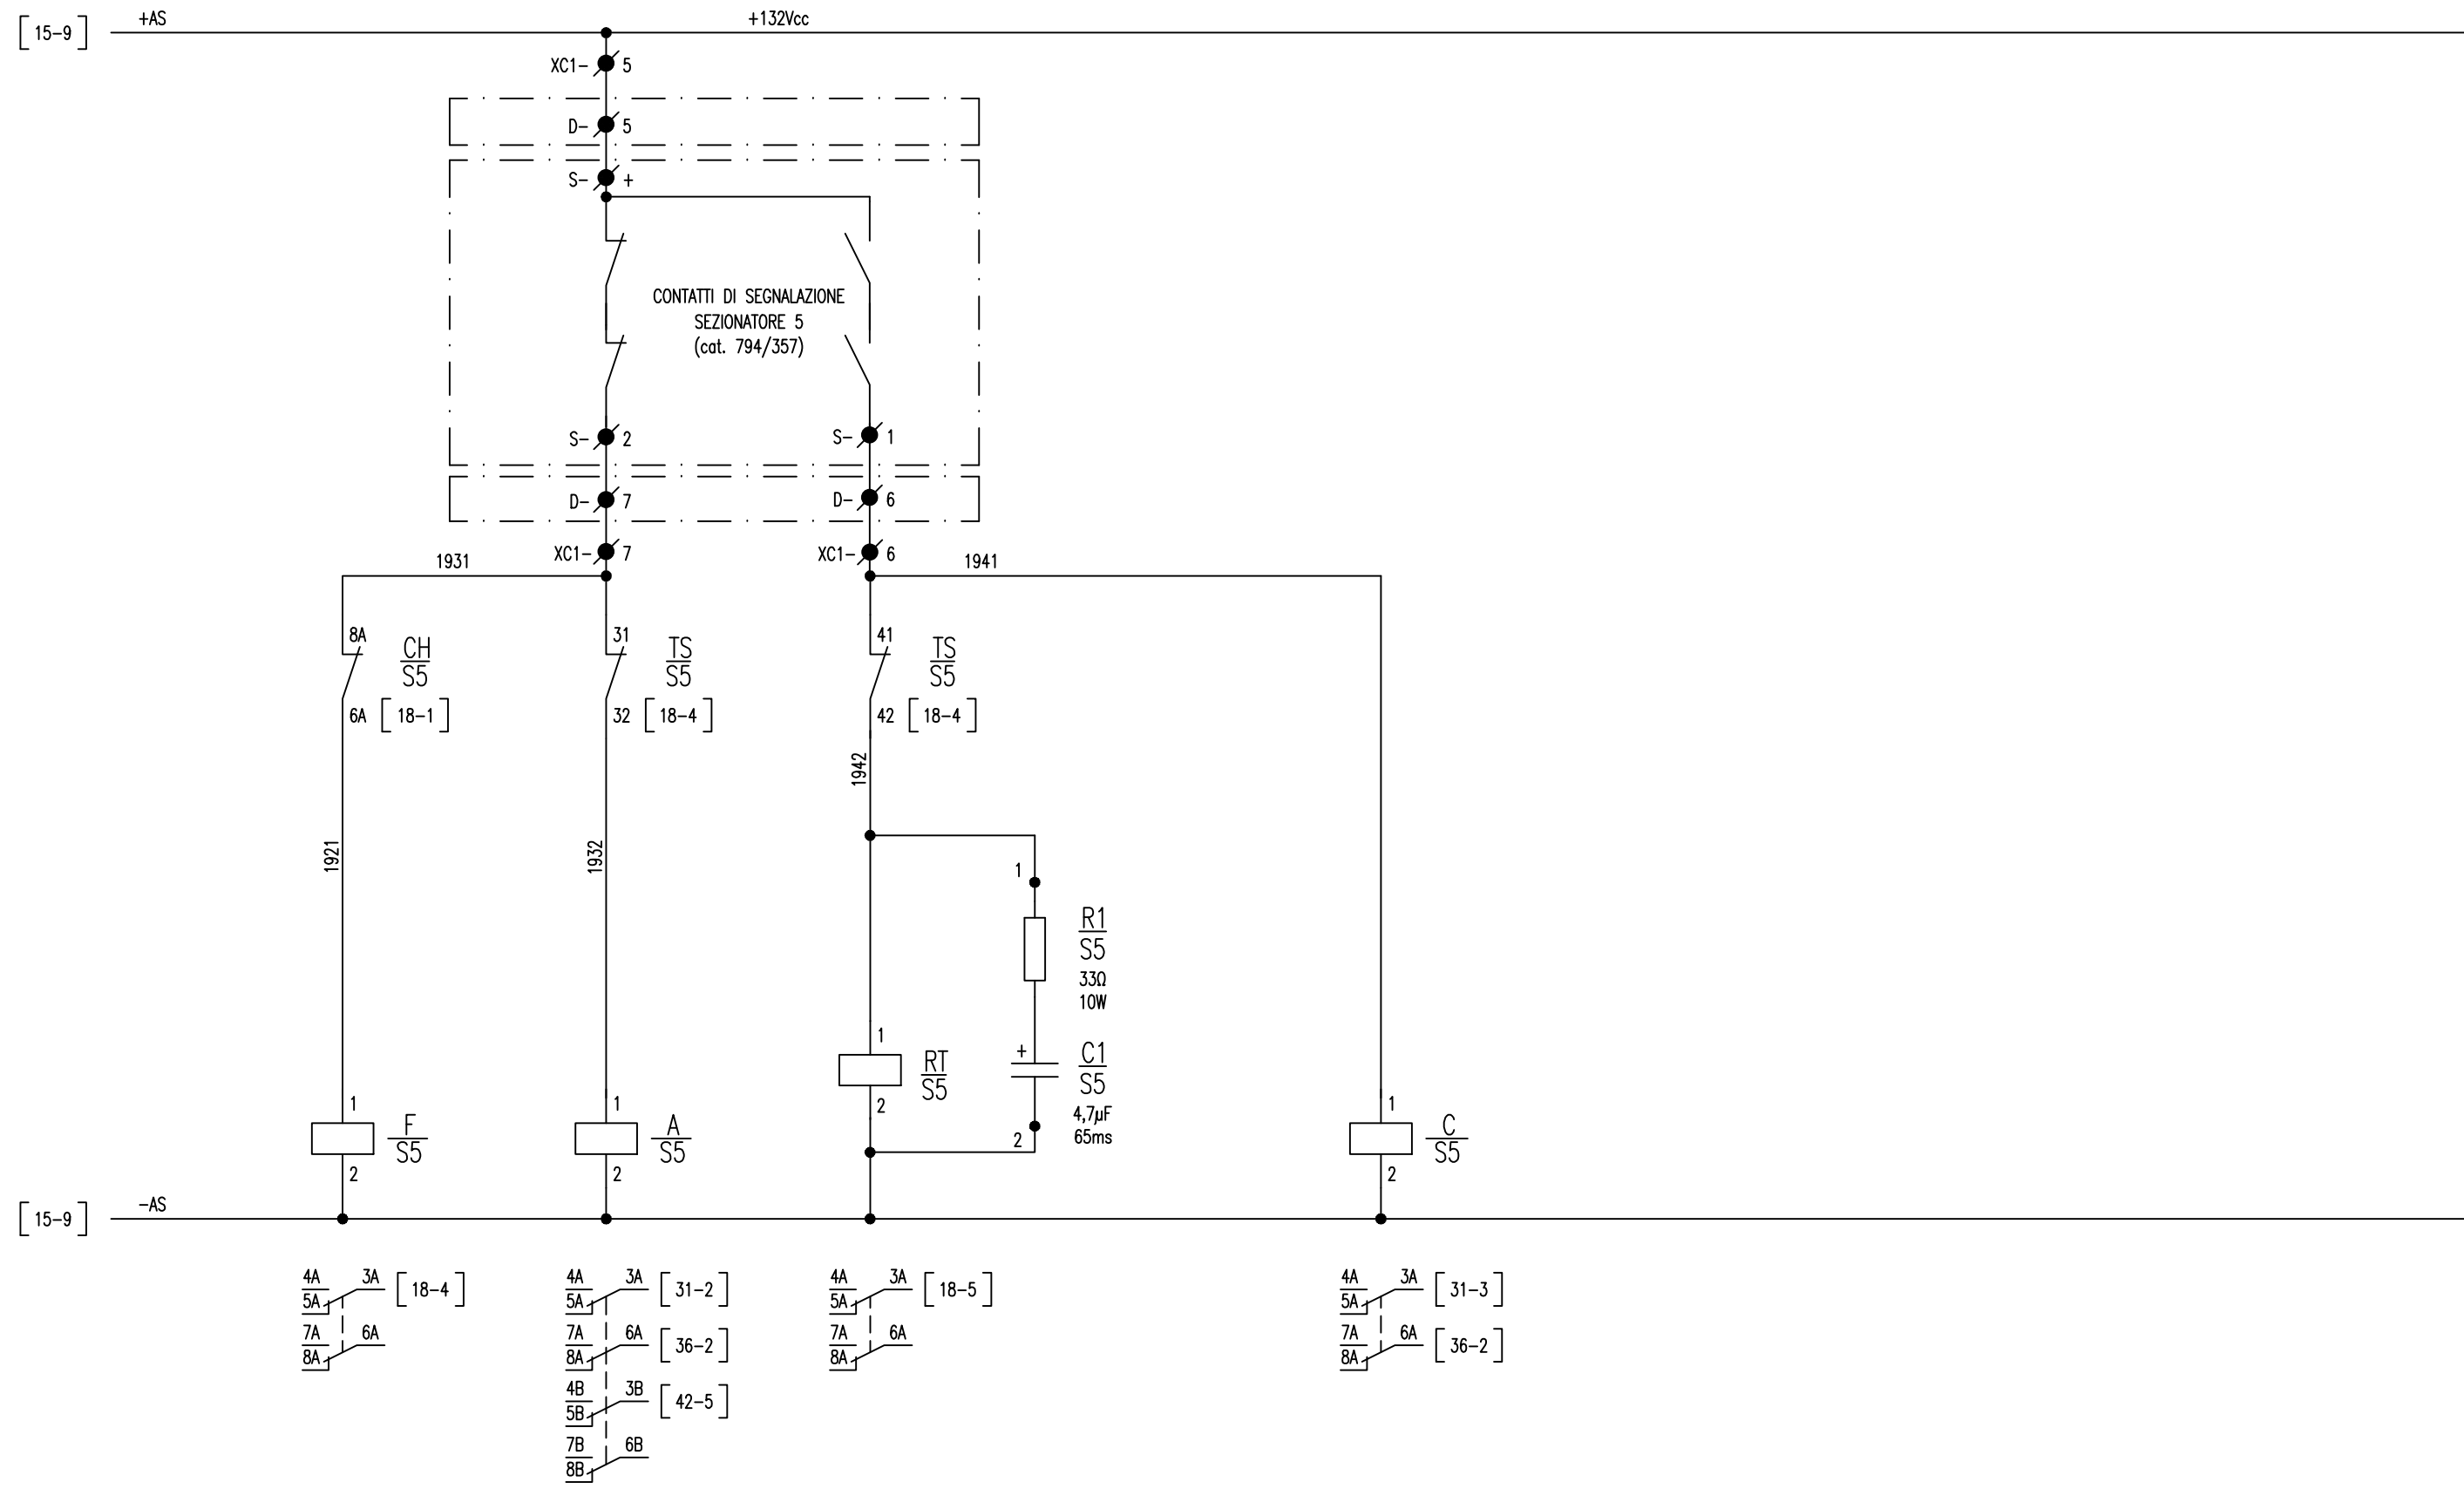 +AS +132Vcc
15-9
XC1- 5
D- 5
S- +
CONTATTI DI SEGNALAZIONE
SEZIONATORE 5
(cat. 794/357)
S- 2 S- 1
D- 7 D- 6
XC1- 7 XC1- 6
1931 1941
8A 31 41
CH TS TS
S5 S5 S5
6A 18-1 32 18-4 42 18-4
1942
1921 1932
1
R1
S5
33Ω
10W
1
RT + C1
S5 S5
2 4,7µF
65ms
2
1 1 1
F A C
S5 S5 S5
2 2 2
-AS
15-9
4A 3A 18-4 4A 3A 31-2 4A 3A 18-5 4A 3A 31-3
5A 5A 5A 5A
7A 6A 7A 6A 36-2 7A 6A 7A 6A 36-2
8A 8A 8A 8A
4B 3B 42-5
5B
7B 6B
8B